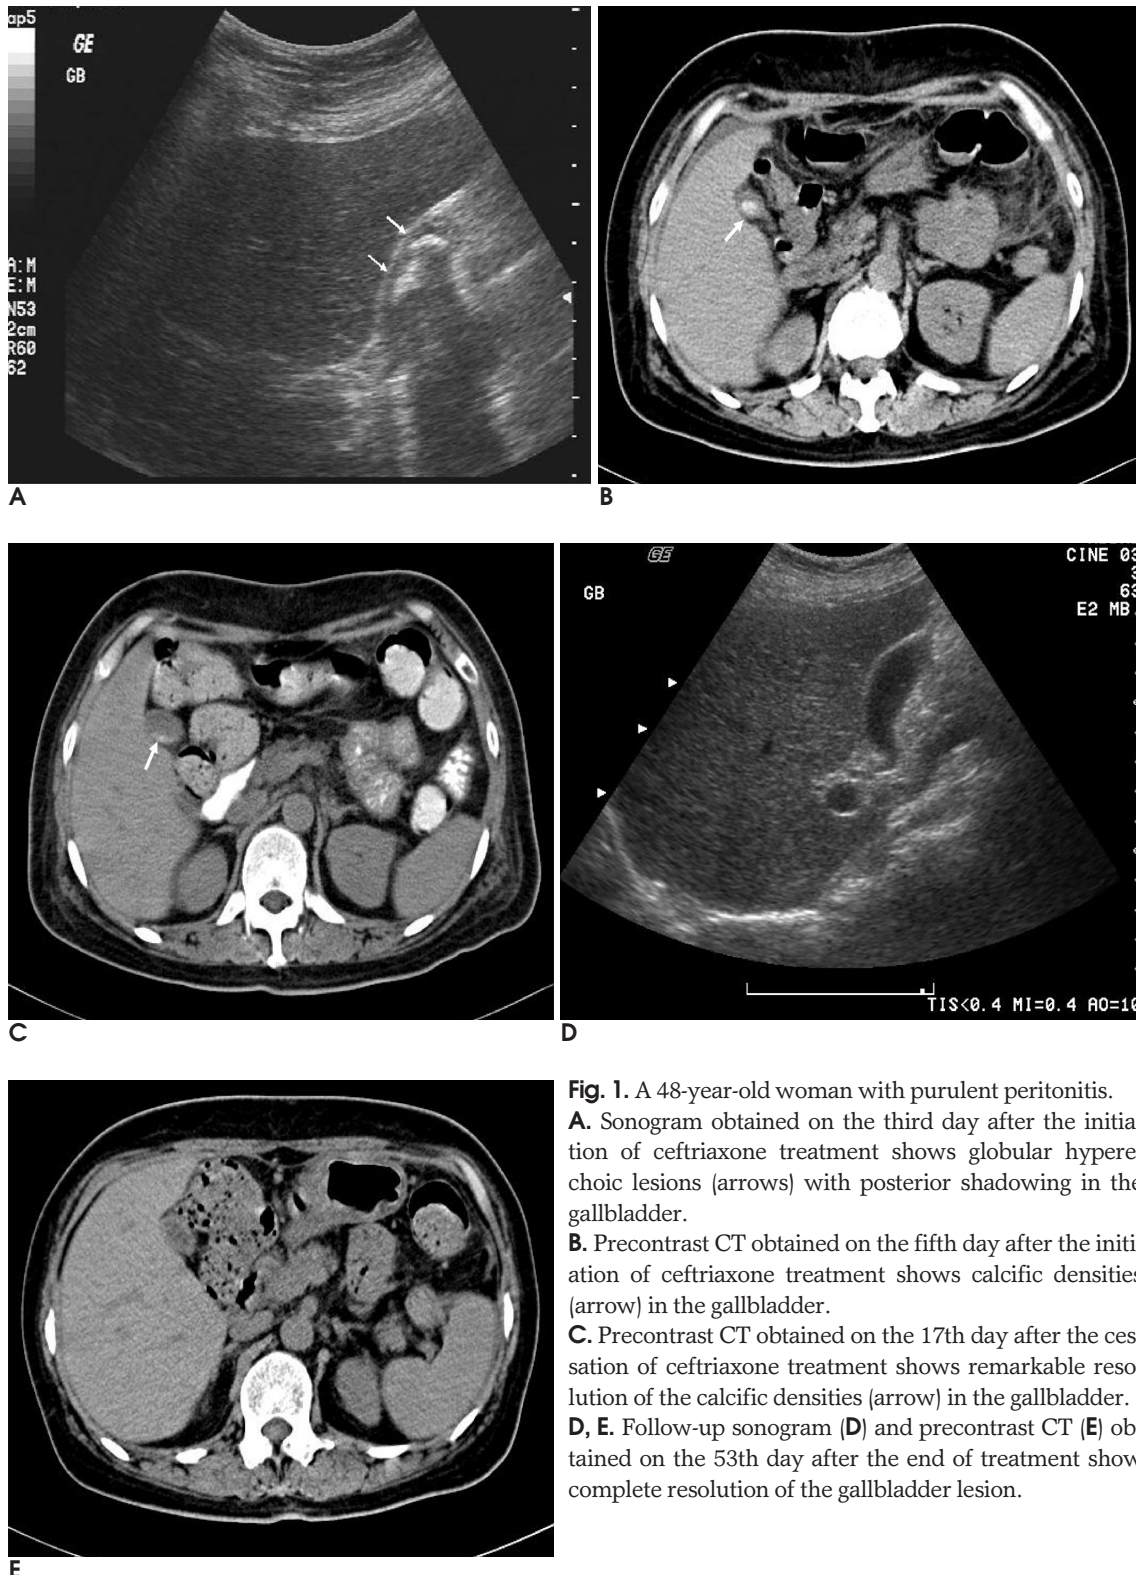 ap5
GE
GB
A:M
E:M
N53
2cm
R60
62
A
B
GE
GB
CINE 03
3
63
E2 MB.
TIS<0.4 MI=0.4 AO=10
C
D
E
Fig. 1. A 48-year-old woman with purulent peritonitis.
A. Sonogram obtained on the third day after the initia-
tion of ceftriaxone treatment shows globular hypere-
choic lesions (arrows) with posterior shadowing in the
gallbladder.
B. Precontrast CT obtained on the fifth day after the initi-
ation of ceftriaxone treatment shows calcific densities
(arrow) in the gallbladder.
C. Precontrast CT obtained on the 17th day after the ces-
sation of ceftriaxone treatment shows remarkable reso-
lution of the calcific densities (arrow) in the gallbladder.
D, E. Follow-up sonogram (D) and precontrast CT (E) ob-
tained on the 53th day after the end of treatment show
complete resolution of the gallbladder lesion.